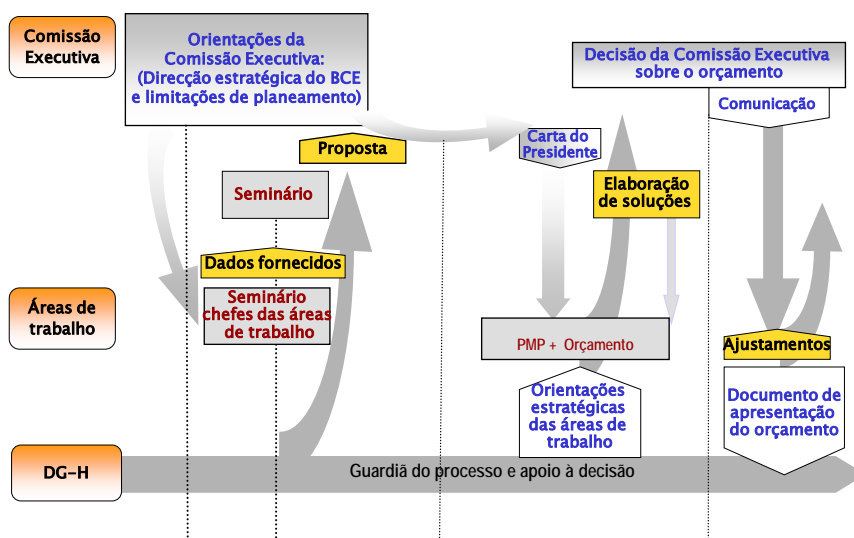 Comissão
Executiva
Orientações da
Comissão Executiva:
(Direcção estratégica do BCE
e limitações de planeamento)
Decisão da Comissão Executiva
sobre o orçamento
Comunicação
Carta do
Presidente
Proposta
Seminário
Elaboração
de soluções
Dados fornecidos
Áreas de
trabalho
Seminário
chefes das áreas
de trabalho
PMP + Orçamento
Ajustamentos
Orientações
estratégicas
das áreas de
trabalho
Documento de
apresentação
do orçamento
DG-H
Guardiã do processo e apoio à decisão